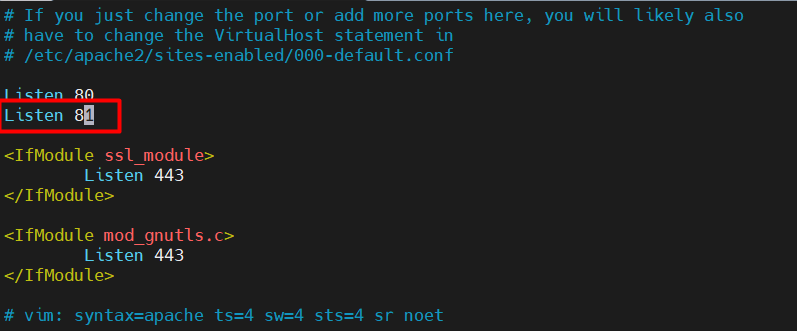 # If you just change the port or add more ports here, you will likely also
# have to change the VirtualHost statement in
# /etc/apache2/sites-enabled/000-default.conf
Listen 80
Listen 81
<IfModule ssl_module>
Listen 443
</IfModule>
<IfModule mod_gnutls.c>
Listen 443
</IfModule>
# vim: syntax=apache ts=4 sw=4 sts=4 sr noet